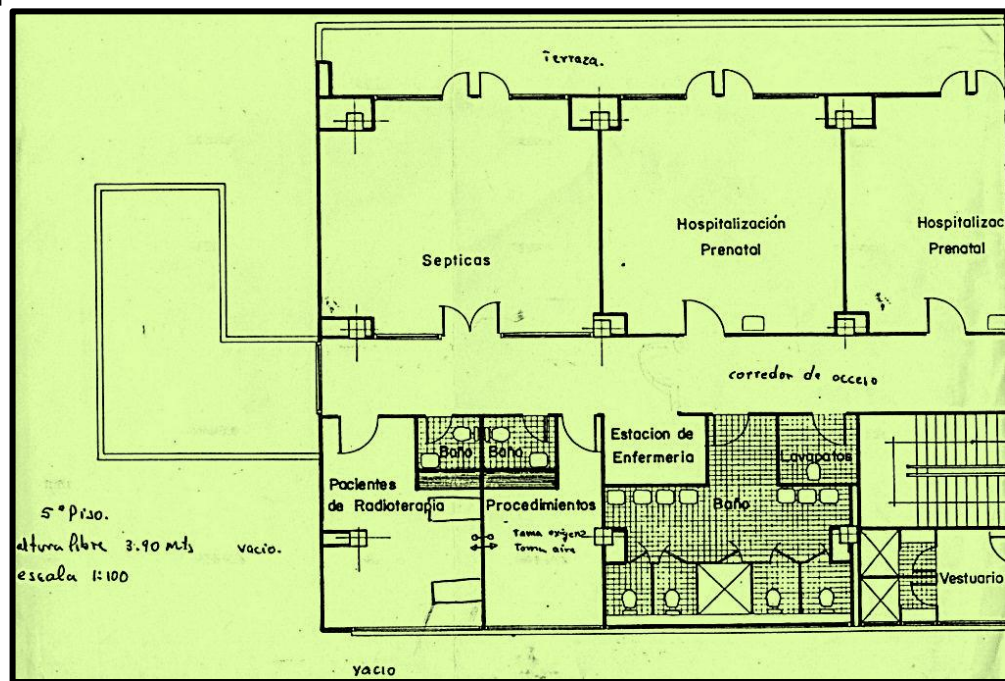 Terraza.
Septicas
Hospitalización
Prenatal
Hospitalizac
Prenatal
corredor de acceso
Baño
Baño
Estacion de
Enfermeria
Lavapatos
Pacientes
de Radioterapia
Procedimientos
Baño
Toma oxigeno
Toma aire
5º Piso.
altura libre 3.90 Mts
vacio.
escala 1:100
Vestuario
vacio